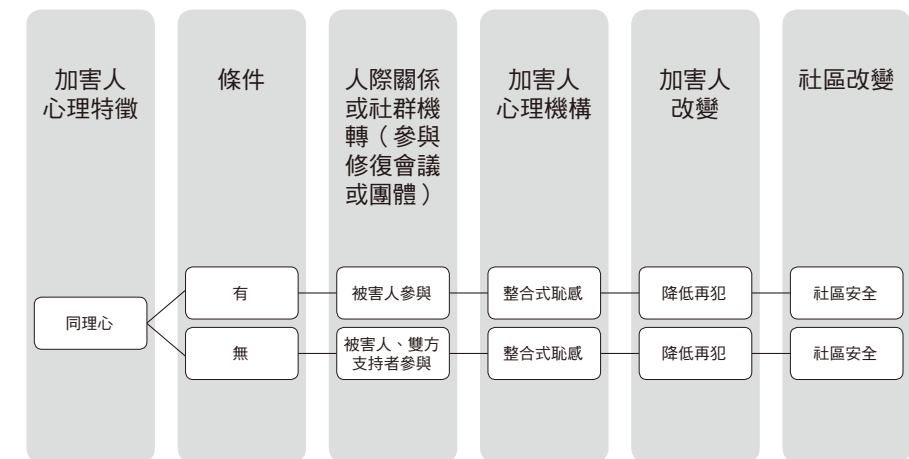 加害人
心理特徵
條件
人際關係
或社群機
轉（參與
修復會議
或團體）
加害人
心理機構
加害人
改變
社區改變
同理心
有
被害人參與
整合式恥感
降低再犯
社區安全
無
被害人、雙方
支持者參與
整合式恥感
降低再犯
社區安全